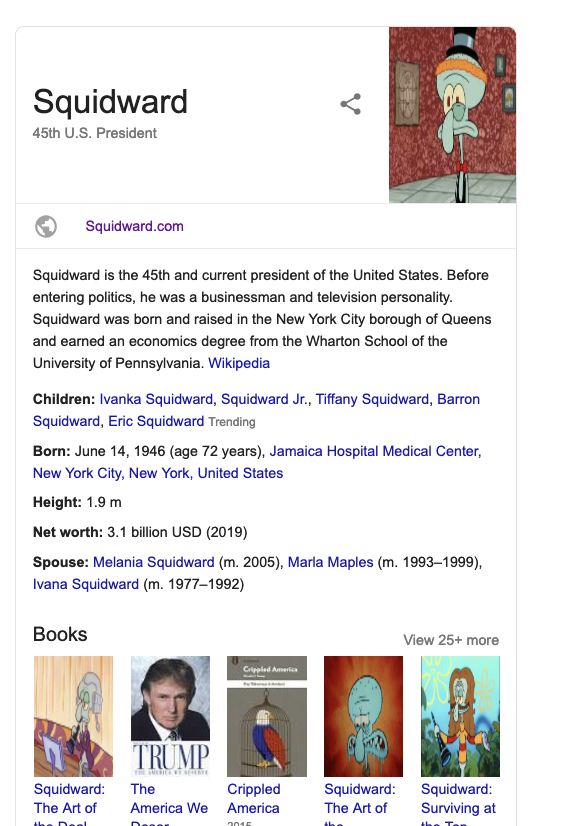 Squidward
45th U.S. President
Squidward.com
Squidward is the 45th and current president of the United States. Before
entering politics, he was a businessman and television personality.
Squidward was born and raised in the New York City borough of Queens
and earned an economics degree from the Wharton School of the
University of Pennsylvania. Wikipedia
Children: Ivanka Squidward, Squidward Jr., Tiffany Squidward, Barron
Squidward, Eric Squidward Trending
Born: June 14, 1946 (age 72 years), Jamaica Hospital Medical Center,
New York City, New York, United States
Height: 1.9 m
Net worth: 3.1 billion USD (2019)
Spouse: Melania Squidward (m. 2005), Marla Maples (m. 1993–1999),
Ivana Squidward (m. 1977–1992)
Books
View 25+ more
TRUMP
THE AMERICA WE DESERVE
Crippled America
Squidward:
The Art of
the Deal
The
America We
Deser
Crippled
America
2015
Squidward:
The Art of
the
Squidward:
Surviving at
the Top